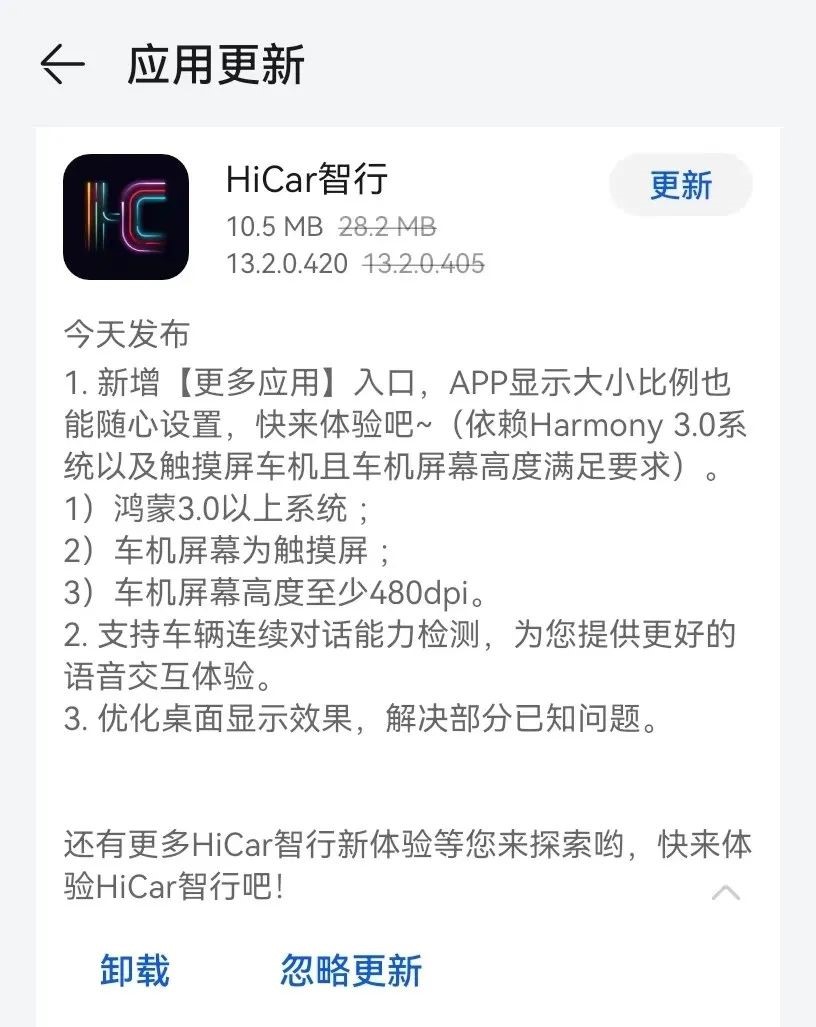 应用更新
HC
HiCar智行
更新
10.5 MB 28.2 MB
13.2.0.420 13.2.0.405
今天发布
1. 新增【更多应用】入口，APP显示大小比例也
能随心设置，快来体验吧~（依赖Harmony 3.0系
统以及触摸屏车机且车机屏幕高度满足要求）。
1）鸿蒙3.0以上系统；
2）车机屏幕为触摸屏；
3）车机屏幕高度至少480dpi。
2. 支持车辆连续对话能力检测，为您提供更好的
语音交互体验。
3. 优化桌面显示效果，解决部分已知问题。
还有更多HiCar智行新体验等您来探索哟，快来体
验HiCar智行吧！
卸载 忽略更新